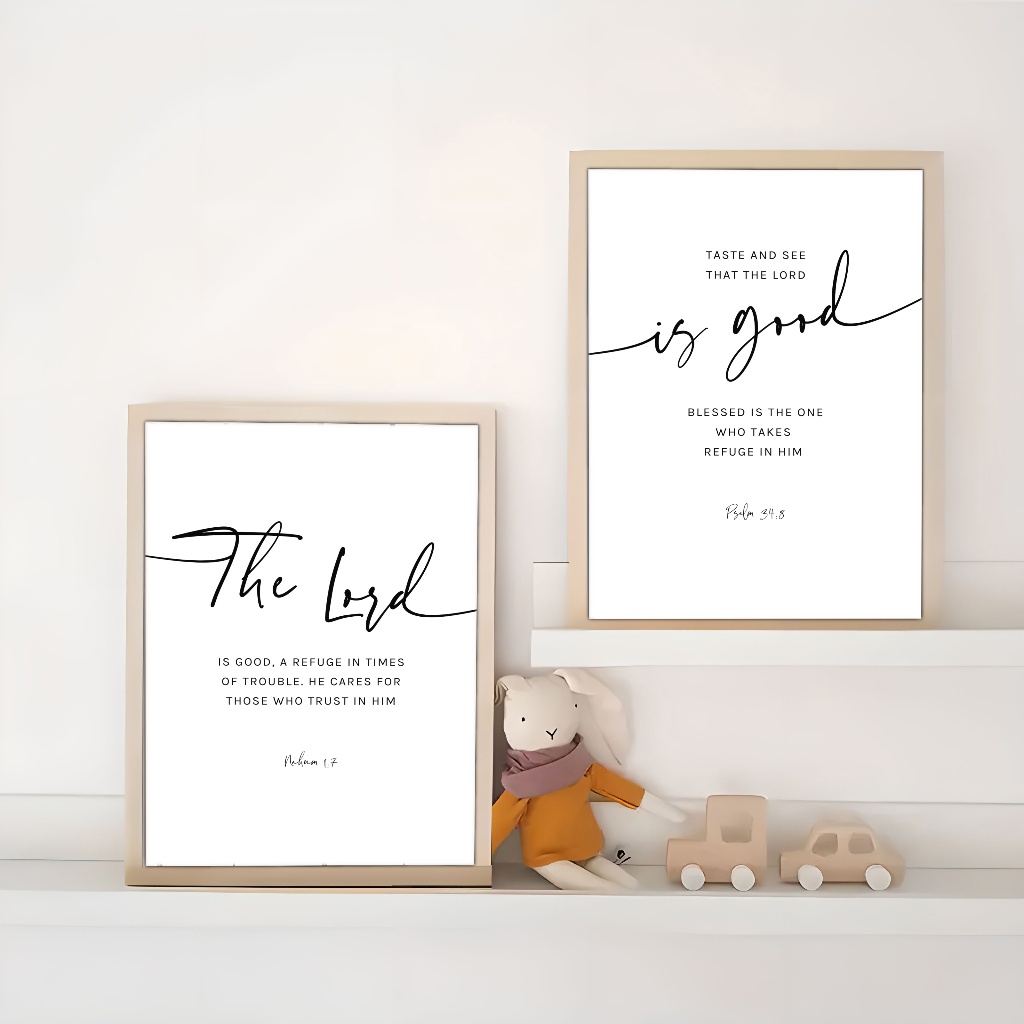 The Lord
IS GOOD, A REFUGE IN TIMES
OF TROUBLE. HE CARES FOR
THOSE WHO TRUST IN HIM
Nahum 1:7
TASTE AND SEE
THAT THE LORD
is good
BLESSED IS THE ONE
WHO TAKES
REFUGE IN HIM
Psalm 34:8